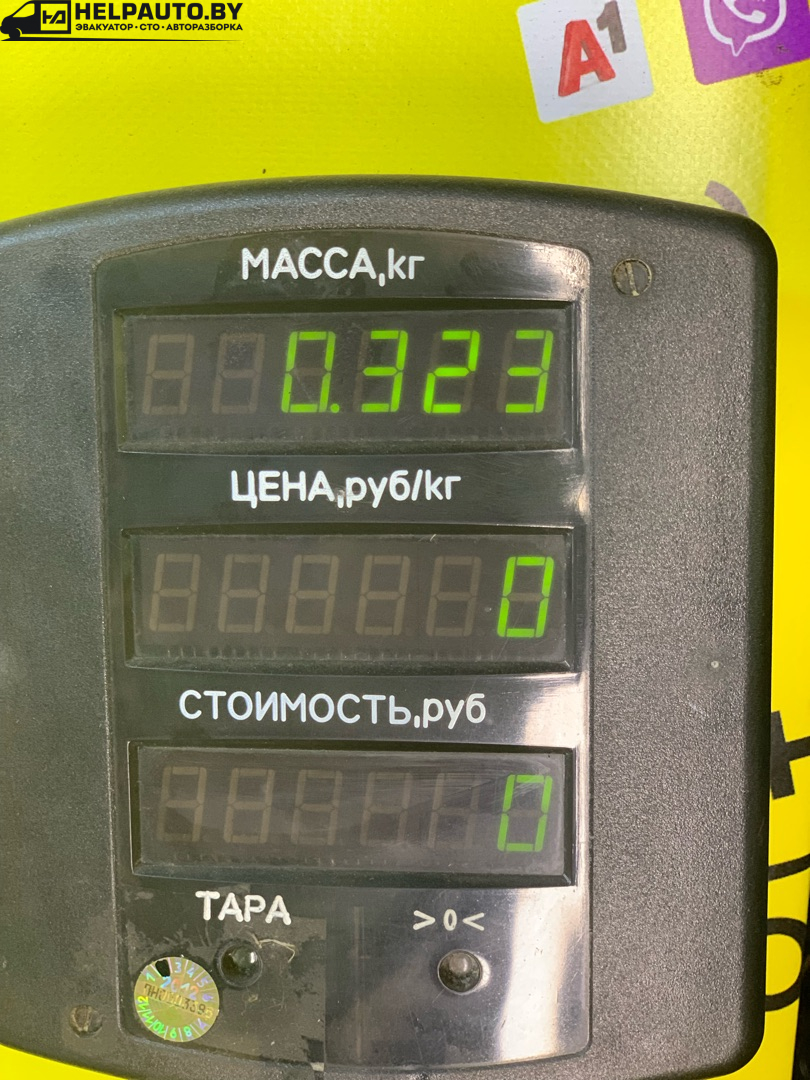 HELPAUTO.BY
ЭВАКУАТОР • СТО • АВТОРАЗБОРКА
A1
МАССА,кг
0.323
ЦЕНА,руб/кг
0
СТОИМОСТЬ,руб
0
ТАРА
>0<